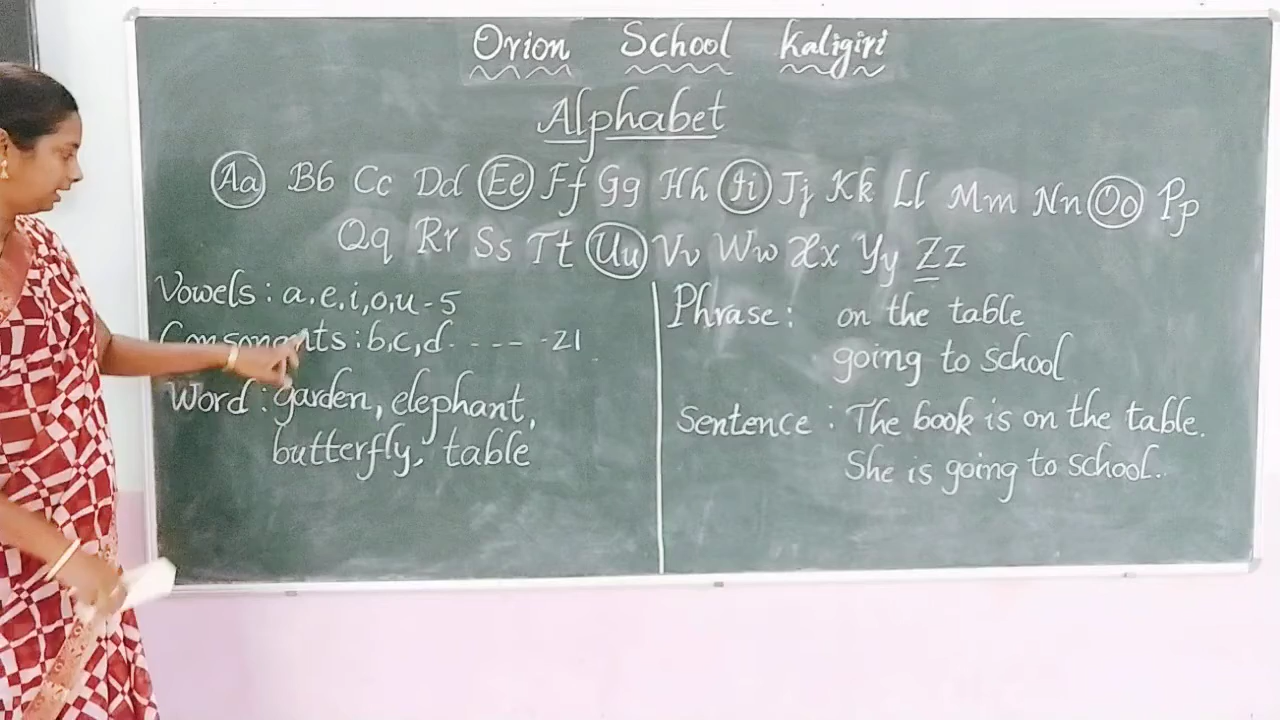 Orion School Kaligiri
Alphabet
Aa Bb Cc Dd Ee Ff Gg Hh Ii Jj Kk Ll Mm Nn Oo Pp
Qq Rr Ss Tt Uu Vv Ww Xx Yy Zz
Vowels : a, e, i, o, u - 5
Consonants : b, c, d - - - - - 21
Word : garden, elephant,
butterfly, table
Phrase : on the table
going to school
Sentence : The book is on the table.
She is going to school.